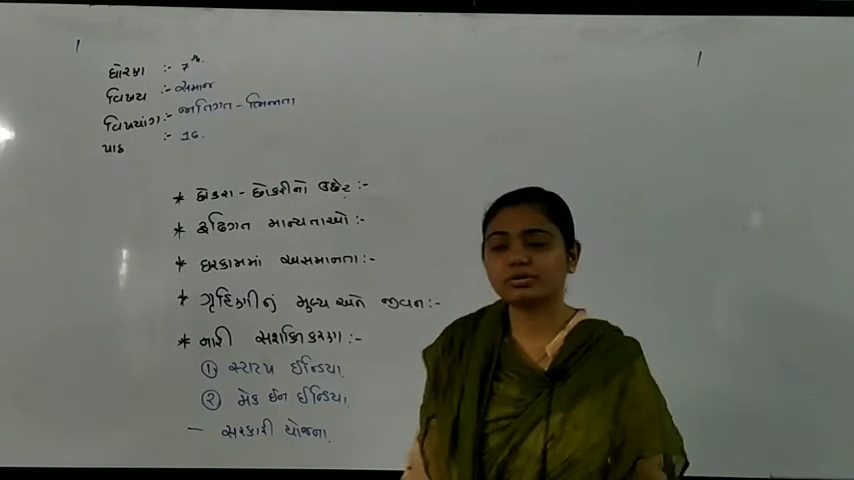 ધોરણ :- 7th.
વિષય :- સમાજ
વિષયાંગ :- જાતિગત - ભિન્નતા
પાઠ :- 16.
* છોકરા - છોકરીનો ઉછેર :-
* રૂઢિગત માન્યતાઓ :-
* ઘરકામમાં અસમાનતા :-
* ગૃહિણીનું મુલ્ય અને જીવન :-
* નારી સશક્તિકરણ :-
① સ્ટાટપ ઈન્ડિયા.
② મેક ઈન ઈન્ડિયા.
— સરકારી યોજના.